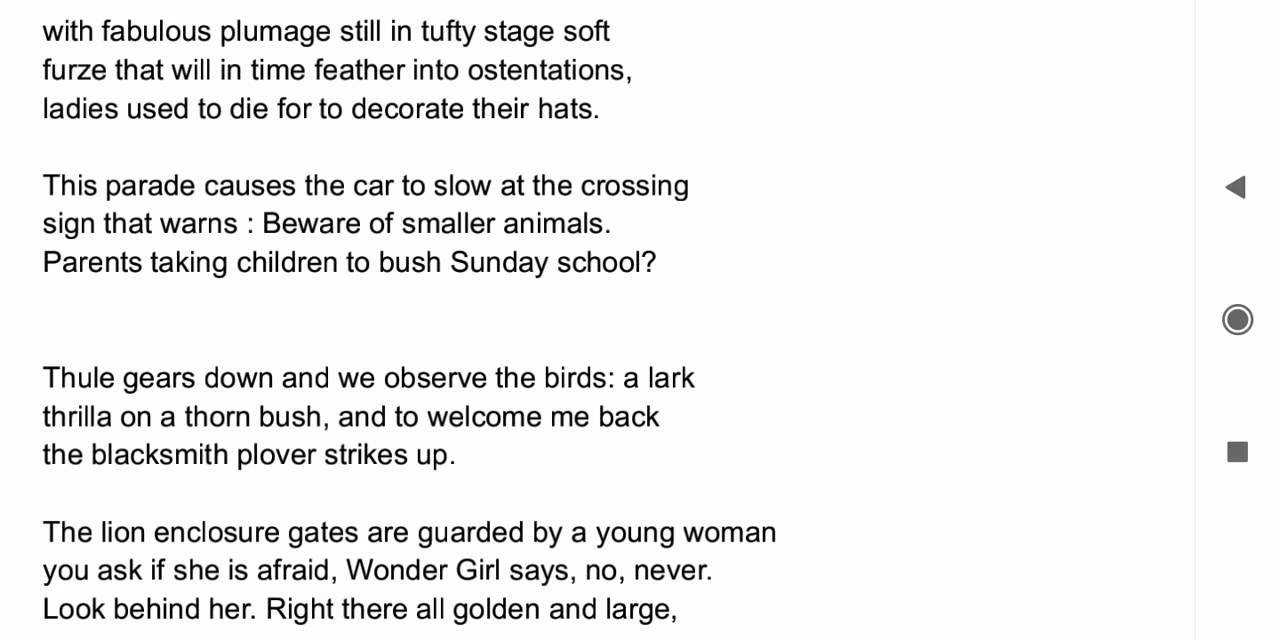 with fabulous plumage still in tufty stage soft
furze that will in time feather into ostentations,
ladies used to die for to decorate their hats.
This parade causes the car to slow at the crossing
sign that warns : Beware of smaller animals.
Parents taking children to bush Sunday school?
Thule gears down and we observe the birds: a lark
thrilla on a thorn bush, and to welcome me back
the blacksmith plover strikes up.
The lion enclosure gates are guarded by a young woman
you ask if she is afraid, Wonder Girl says, no, never.
Look behind her. Right there all golden and large,